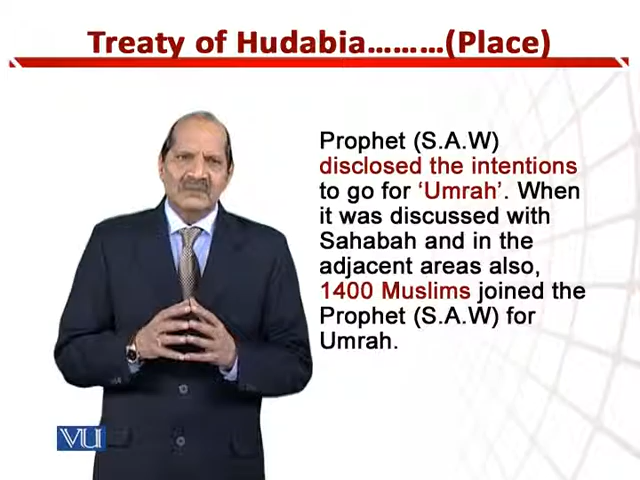 Treaty of Hudabia………(Place)
Prophet (S.A.W)
disclosed the intentions
to go for ‘Umrah’. When
it was discussed with
Sahabah and in the
adjacent areas also,
1400 Muslims joined the
Prophet (S.A.W) for
Umrah.
VU